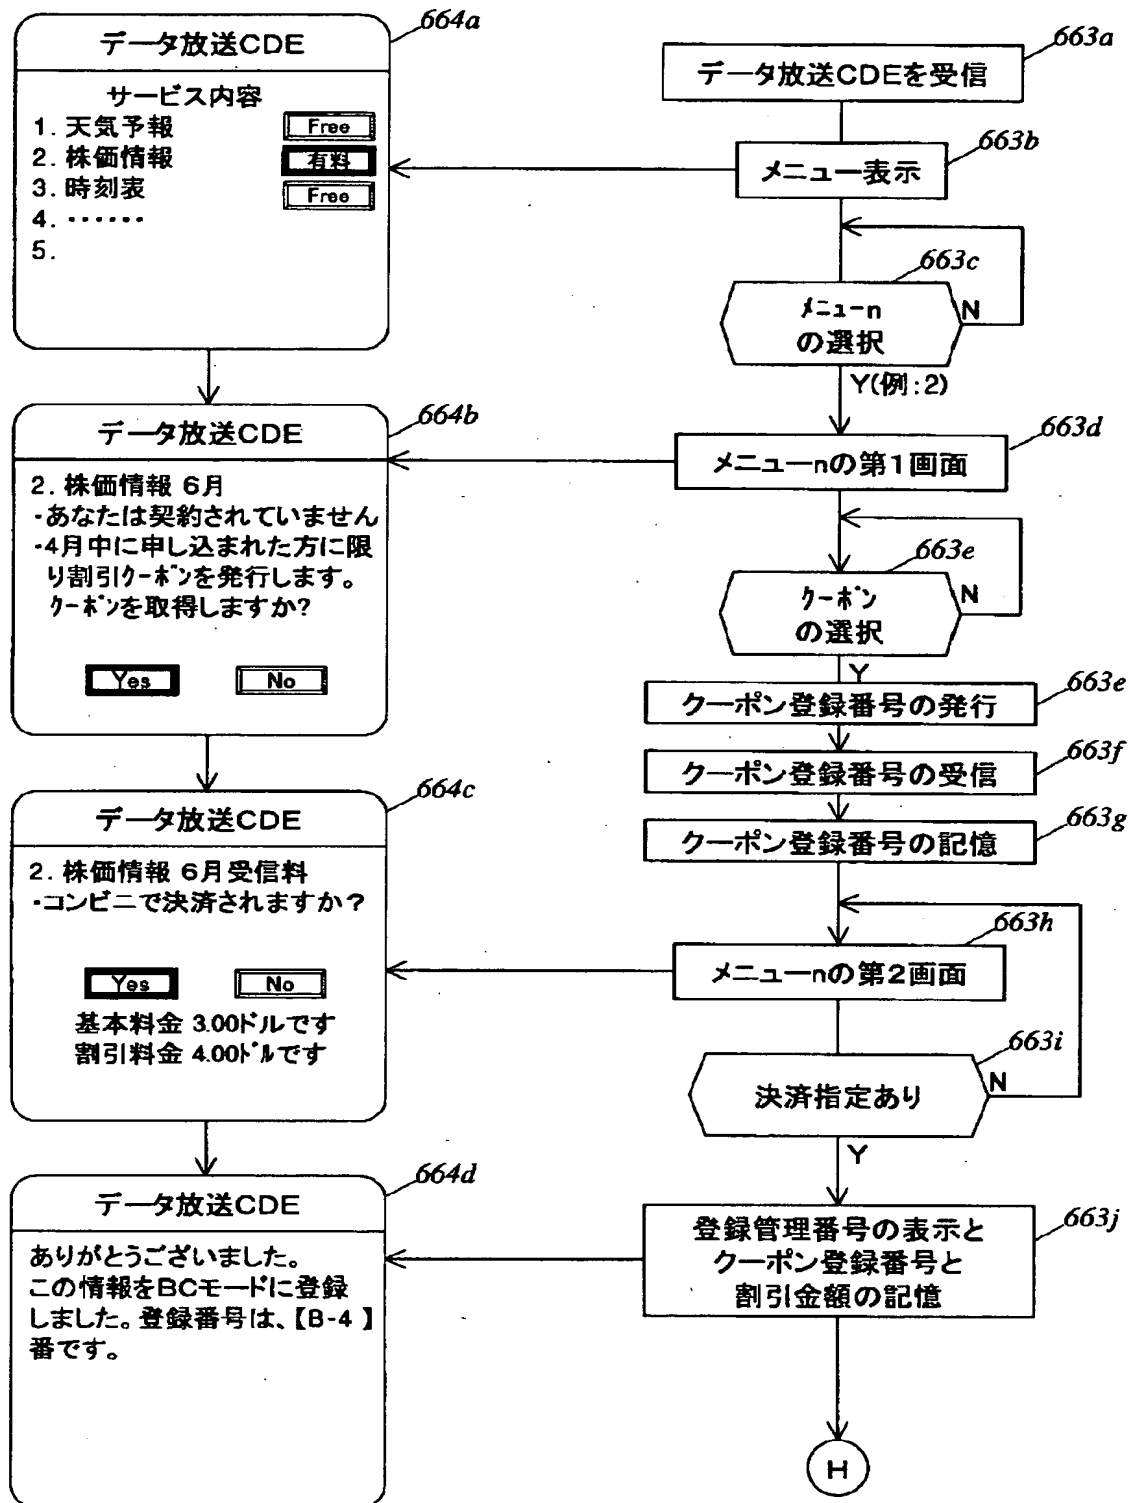 664a
データ放送CDE
サービス内容
1. 天気予報 Free
2. 株価情報 有料
3. 時刻表 Free
4. ・・・・・・
5.
664b
データ放送CDE
2. 株価情報 6月
・あなたは契約されていません
・4月中に申し込まれた方に限
り割引クーポンを発行します。
クーポンを取得しますか?
Yes No
664c
データ放送CDE
2. 株価情報 6月受信料
・コンビニで決済されますか?
Yes No
基本料金 3.00ドルです
割引料金 4.00ドルです
664d
データ放送CDE
ありがとうございました。
この情報をBCモードに登録
しました。登録番号は、【B-4 】
番です。
663a
データ放送CDEを受信
663b
メニュー表示
663c
メニューn
の選択
N
Y(例:2)
663d
メニューnの第1画面
663e
クーポン
の選択
N
Y
663e
クーポン登録番号の発行
663f
クーポン登録番号の受信
663g
クーポン登録番号の記憶
663h
メニューnの第2画面
663i
決済指定あり
N
Y
663j
登録管理番号の表示と
クーポン登録番号と
割引金額の記憶
H